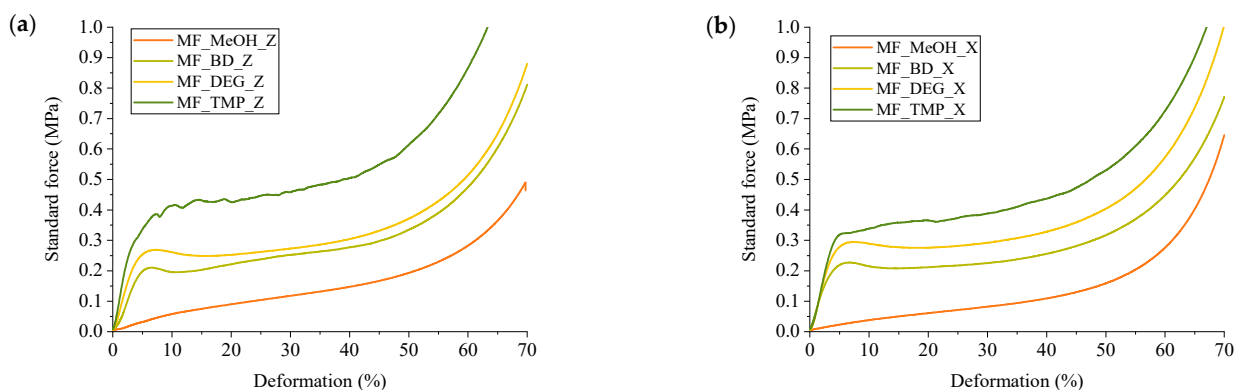 (a)
1.0
0.9
0.8
0.7
0.6
0.5
0.4
0.3
0.2
0.1
0.0
Standard force (MPa)
MF_MeOH_Z
MF_BD_Z
MF_DEG_Z
MF_TMP_Z
0 10 20 30 40 50 60 70
Deformation (%)
(b)
1.0
0.9
0.8
0.7
0.6
0.5
0.4
0.3
0.2
0.1
0.0
Standard force (MPa)
MF_MeOH_X
MF_BD_X
MF_DEG_X
MF_TMP_X
0 10 20 30 40 50 60 70
Deformation (%)